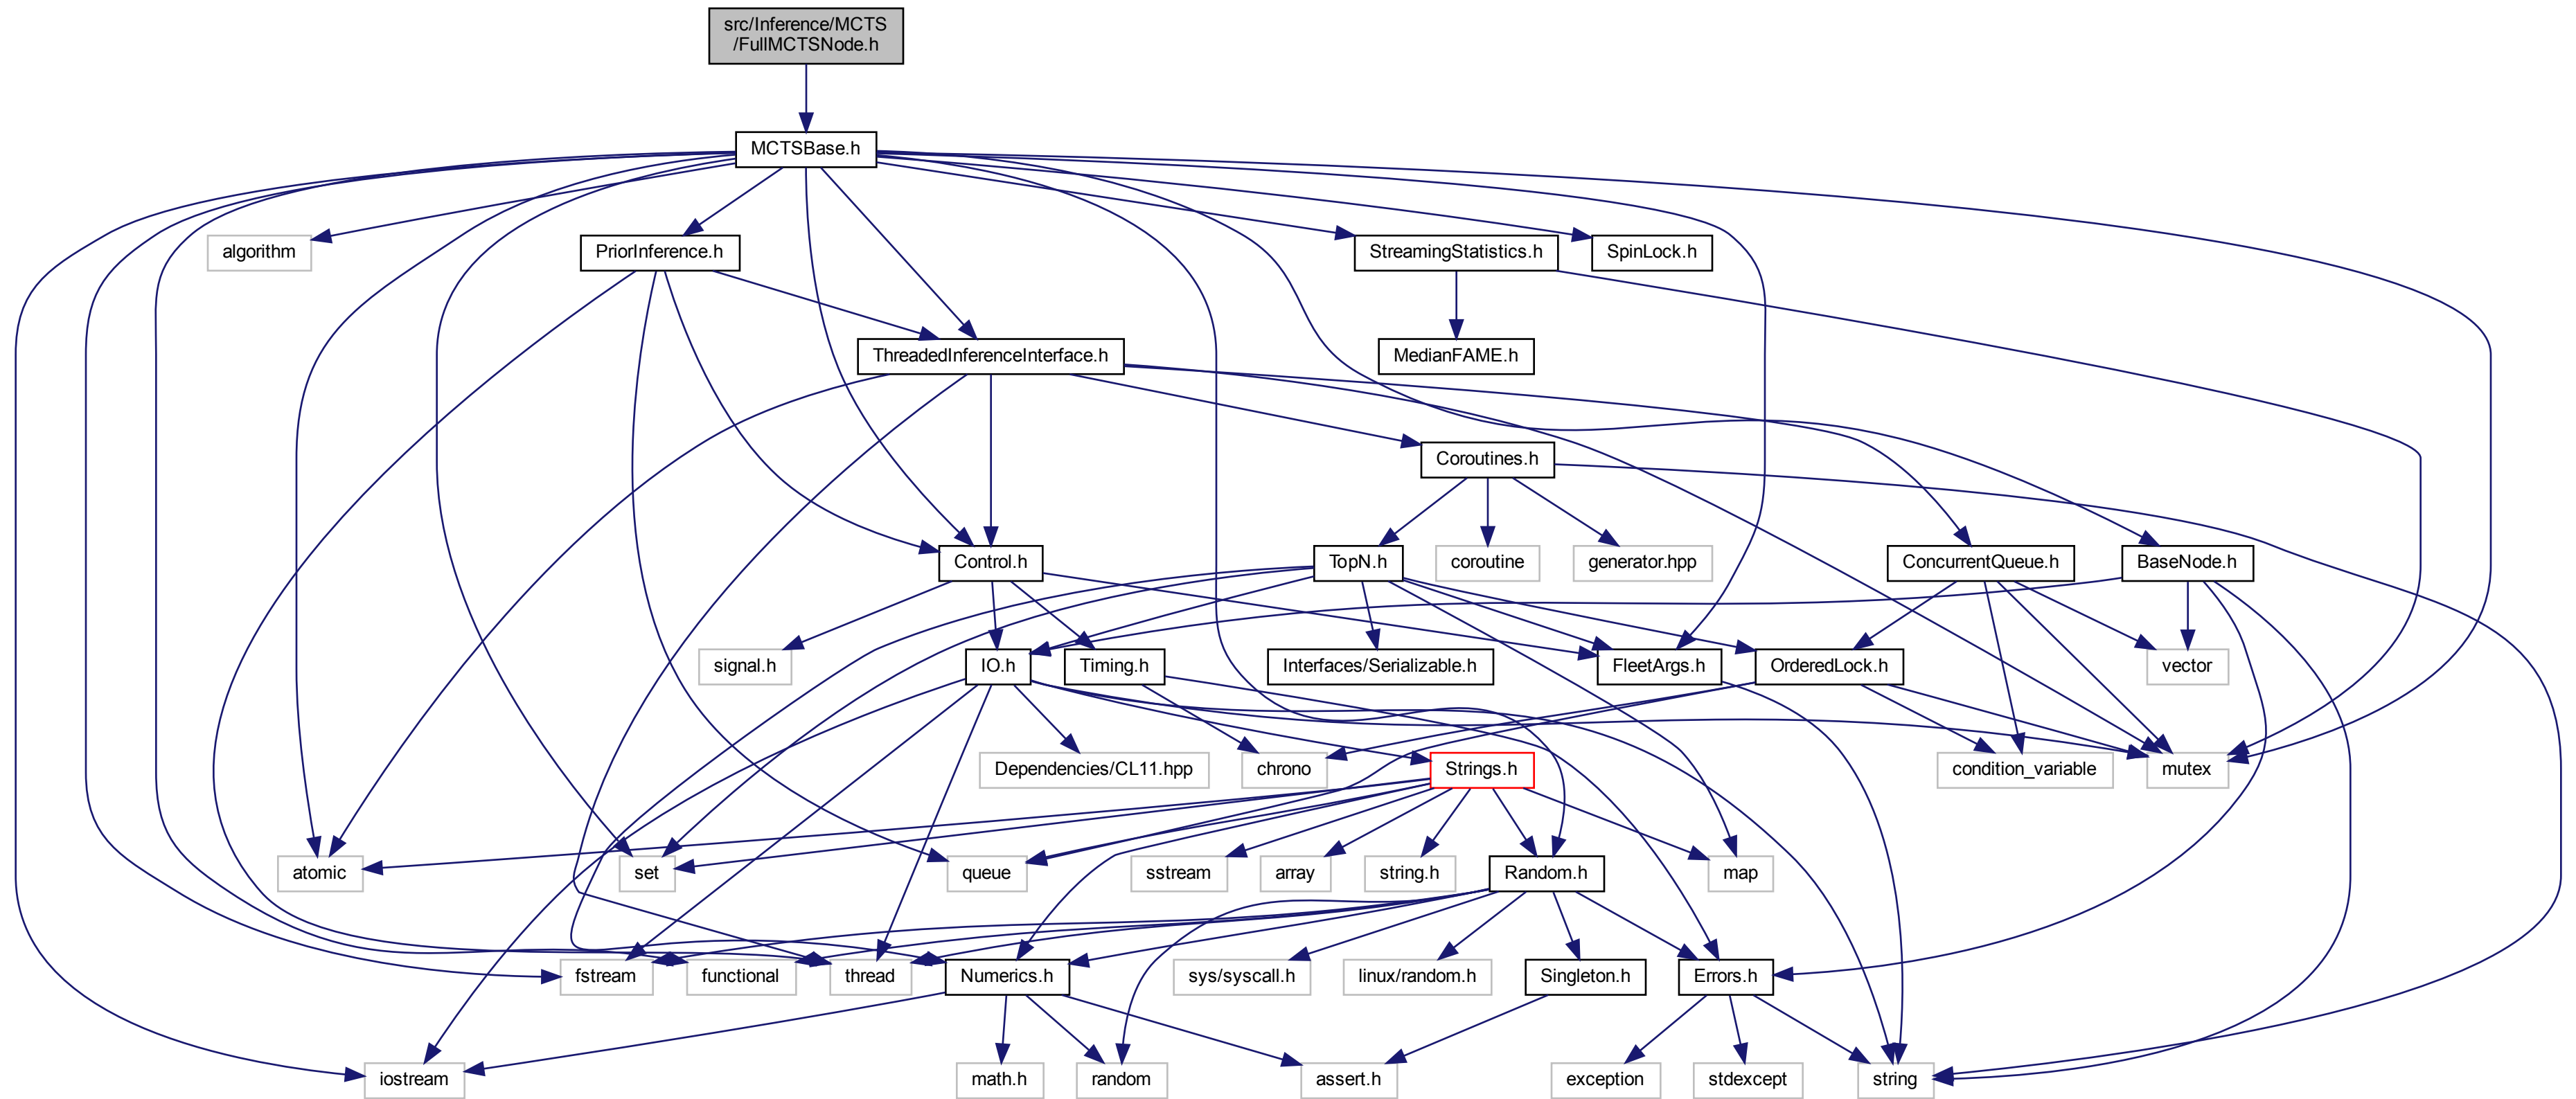 src/Inference/MCTS
/FullMCTSNode.h
MCTSBase.h
algorithm
PriorInference.h
StreamingStatistics.h
SpinLock.h
ThreadedInferenceInterface.h
MedianFAME.h
Coroutines.h
Control.h
TopN.h
coroutine
generator.hpp
ConcurrentQueue.h
BaseNode.h
signal.h
IO.h
Timing.h
Interfaces/Serializable.h
FleetArgs.h
OrderedLock.h
vector
Dependencies/CL11.hpp
chrono
Strings.h
condition_variable
mutex
atomic
set
queue
sstream
array
string.h
Random.h
map
fstream
functional
thread
Numerics.h
sys/syscall.h
linux/random.h
Singleton.h
Errors.h
iostream
math.h
random
assert.h
exception
stdexcept
string